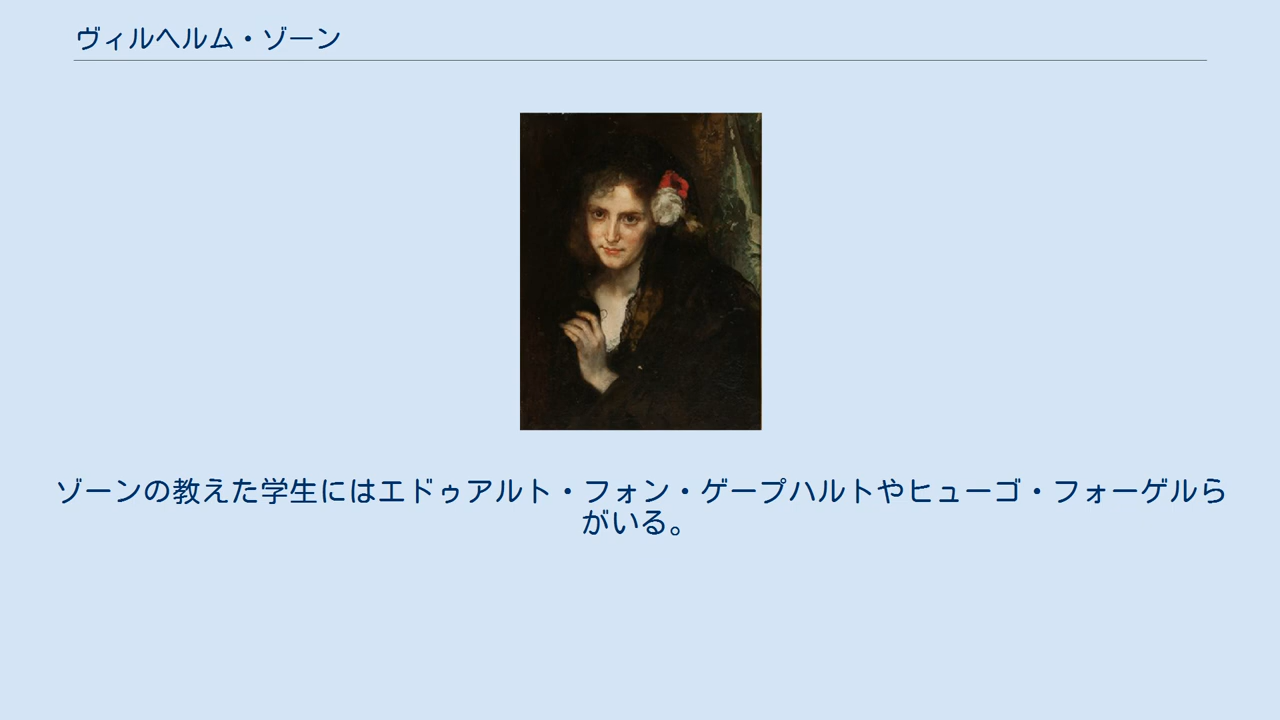 ヴィルヘルム・ゾーン
ゾーンの教えた学生にはエドゥアルト・フォン・ゲープハルトやヒューゴ・フォーゲルら
がいる。